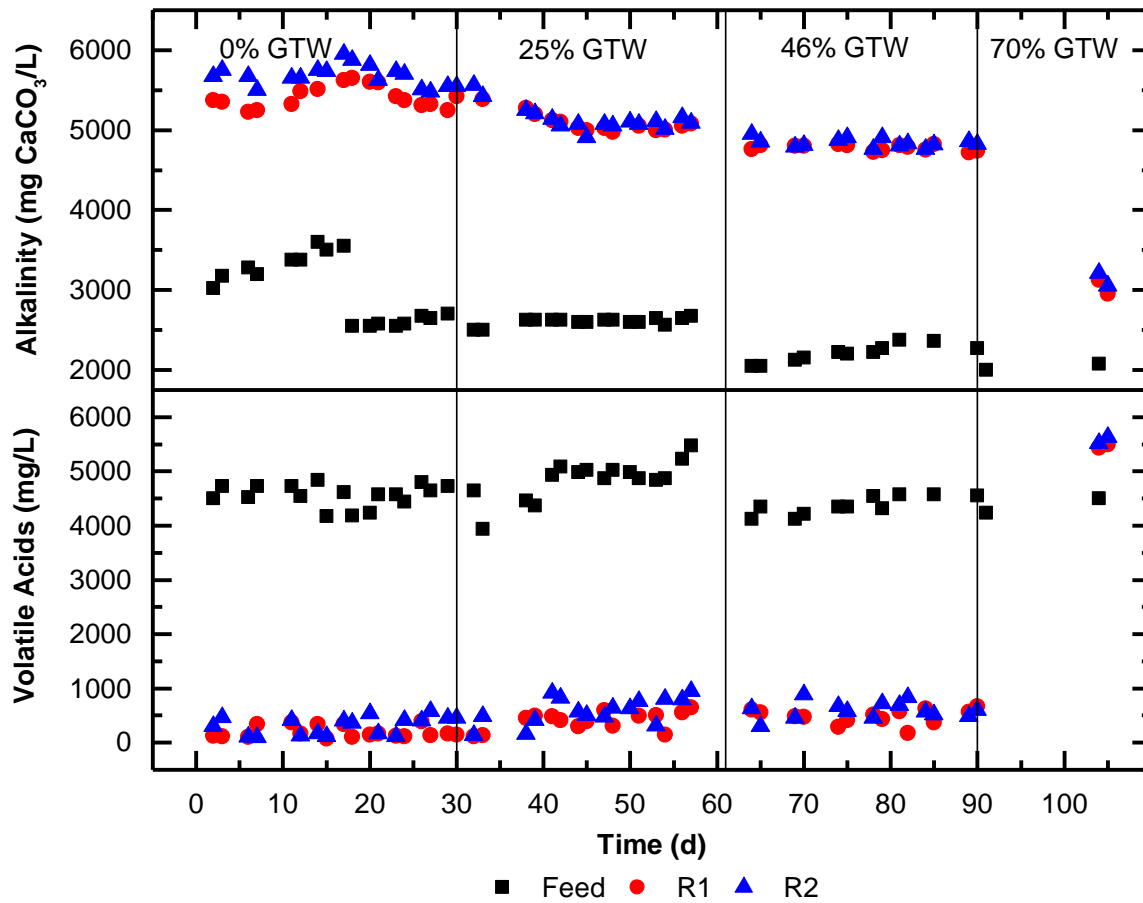 0% GTW 25% GTW 46% GTW 70% GTW
Alkalinity (mg CaCO₃/L)
6000
5000
4000
3000
2000
Volatile Acids (mg/L)
6000
5000
4000
3000
2000
1000
0
0 10 20 30 40 50 60 70 80 90 100
Time (d)
Feed R1 R2